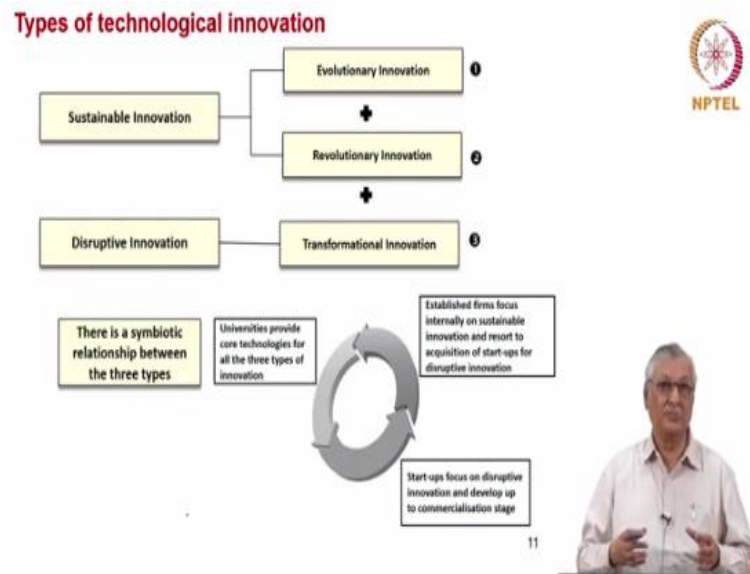 Types of technological innovation
NPTEL
Sustainable Innovation
Evolutionary Innovation
❶
+
Revolutionary Innovation
❷
+
Disruptive Innovation
Transformational Innovation
❸
There is a symbiotic
relationship between
the three types
Universities provide
core technologies for
all the three types of
innovation
Established firms focus
internally on sustainable
innovation and resort to
acquisition of start-ups for
disruptive innovation
Start-ups focus on disruptive
innovation and develop up
to commercialisation stage
11